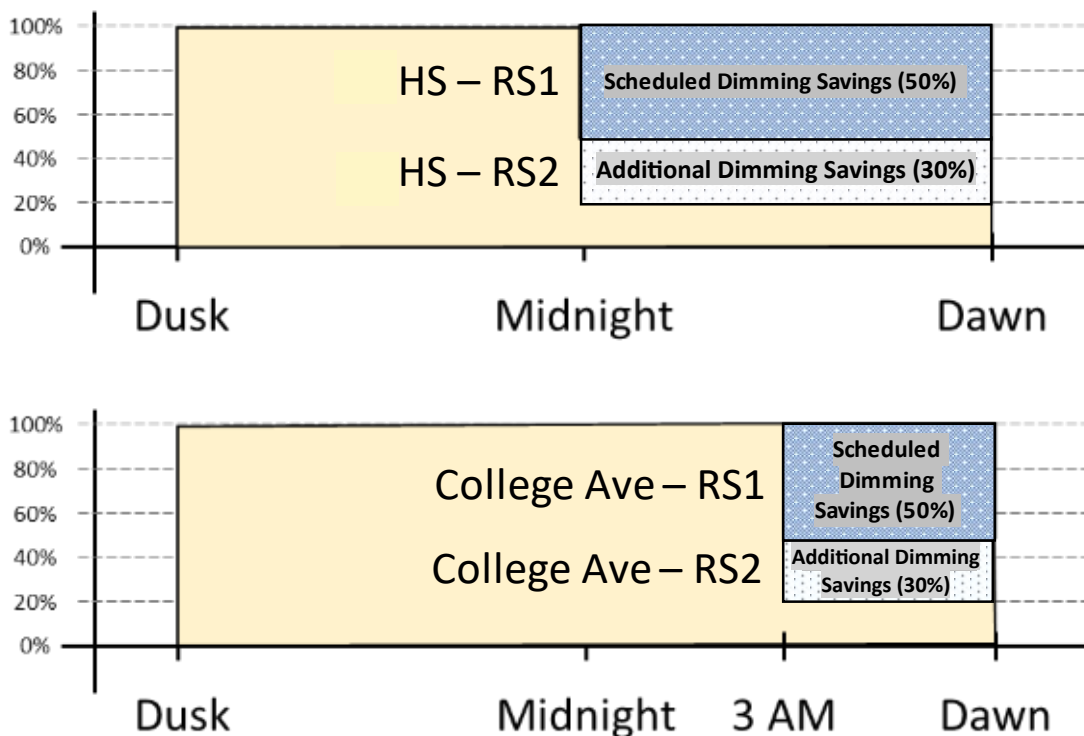 100%
80%
60%
40%
20%
0%
HS – RS1
Scheduled Dimming Savings (50%)
HS – RS2
Additional Dimming Savings (30%)
Dusk
Midnight
Dawn
100%
80%
60%
40%
20%
0%
College Ave – RS1
Scheduled
Dimming
Savings (50%)
College Ave – RS2
Additional Dimming
Savings (30%)
Dusk
Midnight
3 AM
Dawn